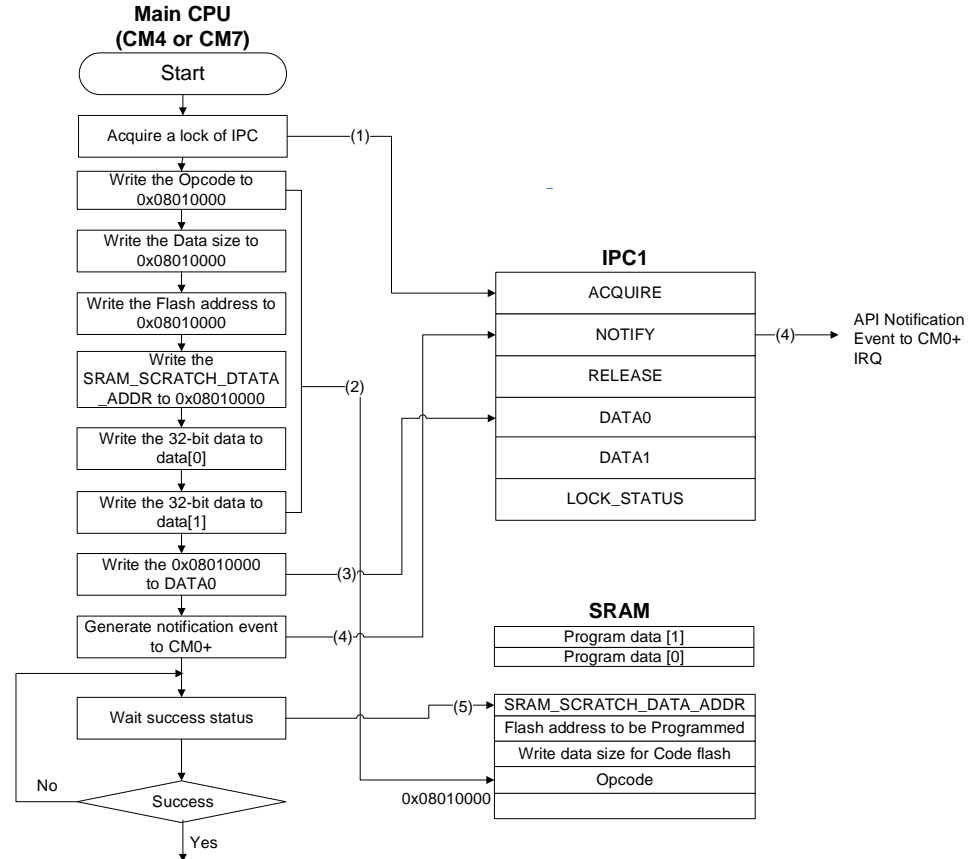 Main CPU
(CM4 or CM7)
Start
Acquire a lock of IPC
(1)
Write the Opcode to
0x08010000
Write the Data size to
0x08010000
Write the Flash address to
0x08010000
Write the
SRAM_SCRATCH_DTATA
_ADDR to 0x08010000
(2)
Write the 32-bit data to
data[0]
Write the 32-bit data to
data[1]
Write the 0x08010000
to DATA0
(3)
Generate notification event
to CM0+
(4)
Wait success status
(5)
No
Success
Yes
IPC1
ACQUIRE
NOTIFY
RELEASE
DATA0
DATA1
LOCK_STATUS
(4)
API Notification
Event to CM0+
IRQ
SRAM
Program data [1]
Program data [0]
SRAM_SCRATCH_DATA_ADDR
Flash address to be Programmed
Write data size for Code flash
Opcode
0x08010000